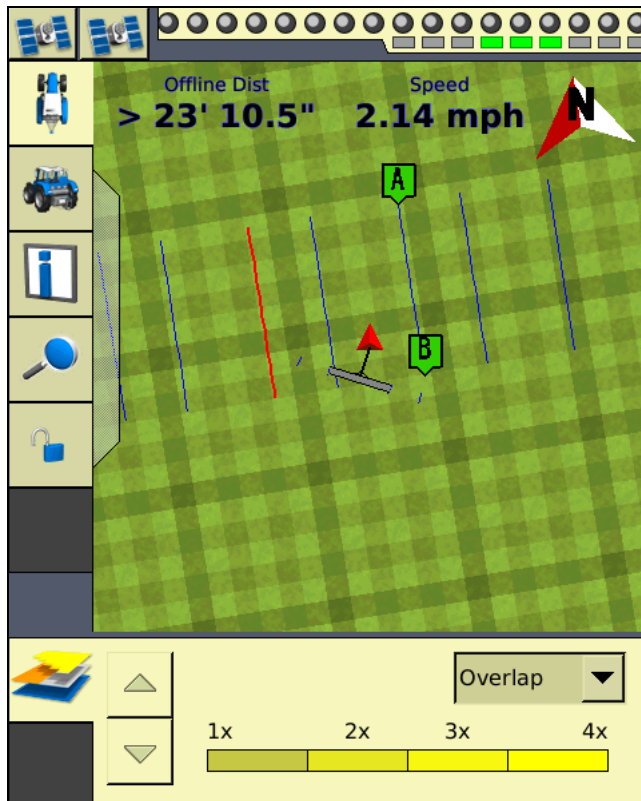 Offline Dist
Speed
> 23' 10.5"
2.14 mph
N
A
B
Overlap
1x 2x 3x 4x